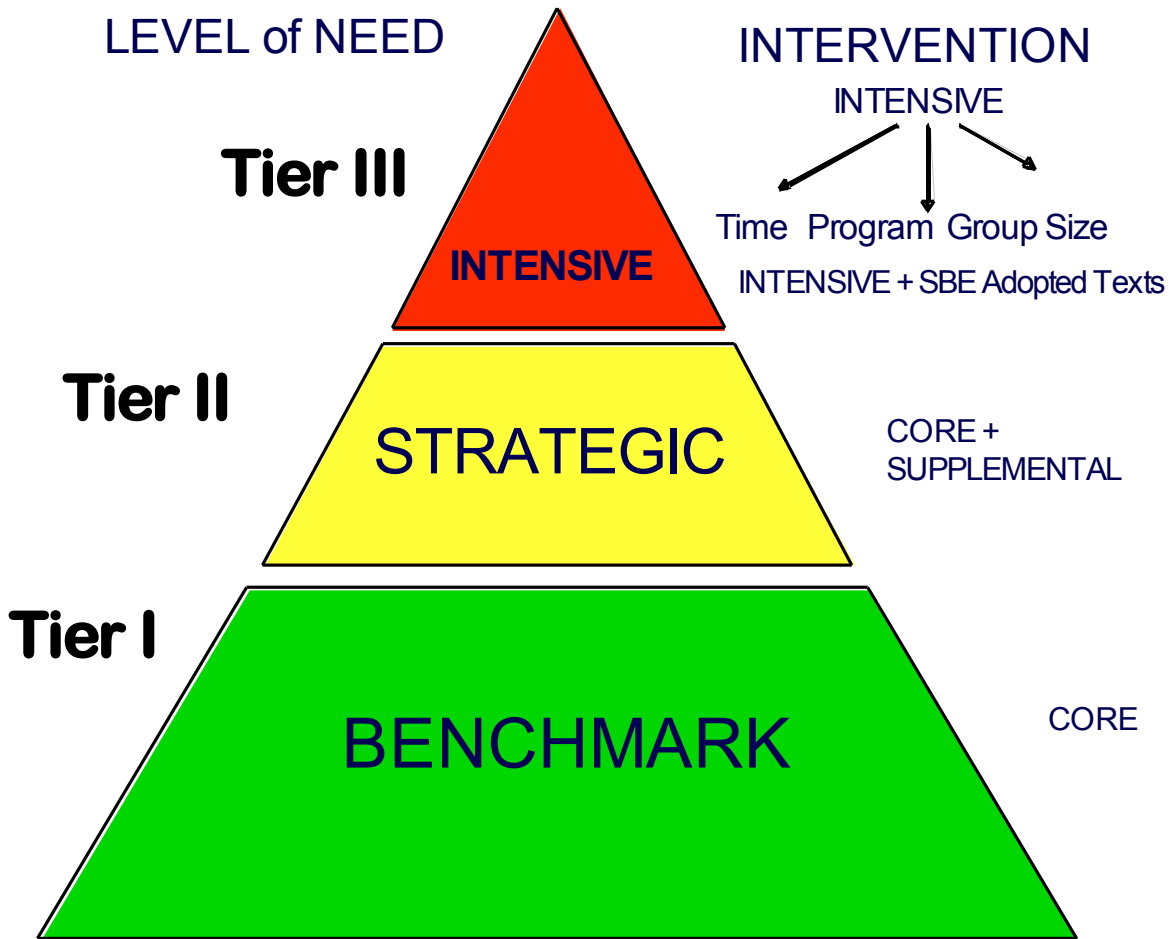 LEVEL of NEED
INTERVENTION
INTENSIVE
Tier III
Time Program Group Size
INTENSIVE
INTENSIVE + SBE Adopted Texts
Tier II
STRATEGIC
CORE +
SUPPLEMENTAL
Tier I
BENCHMARK
CORE